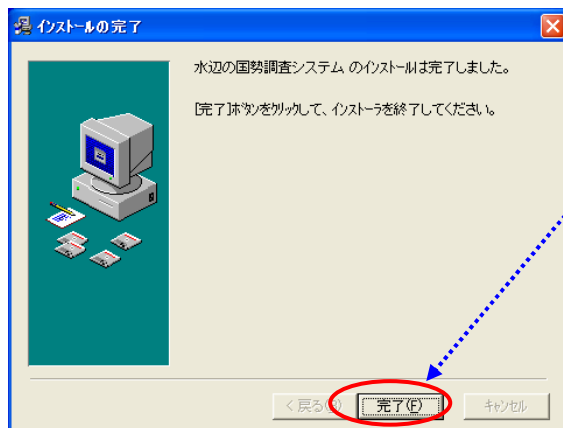 インストールの完了
水辺の国勢調査システム のインストールは完了しました。
[完了]ボタンをクリックして、インストーラを終了してください。
< 戻る(B) 完了(F) キャンセル